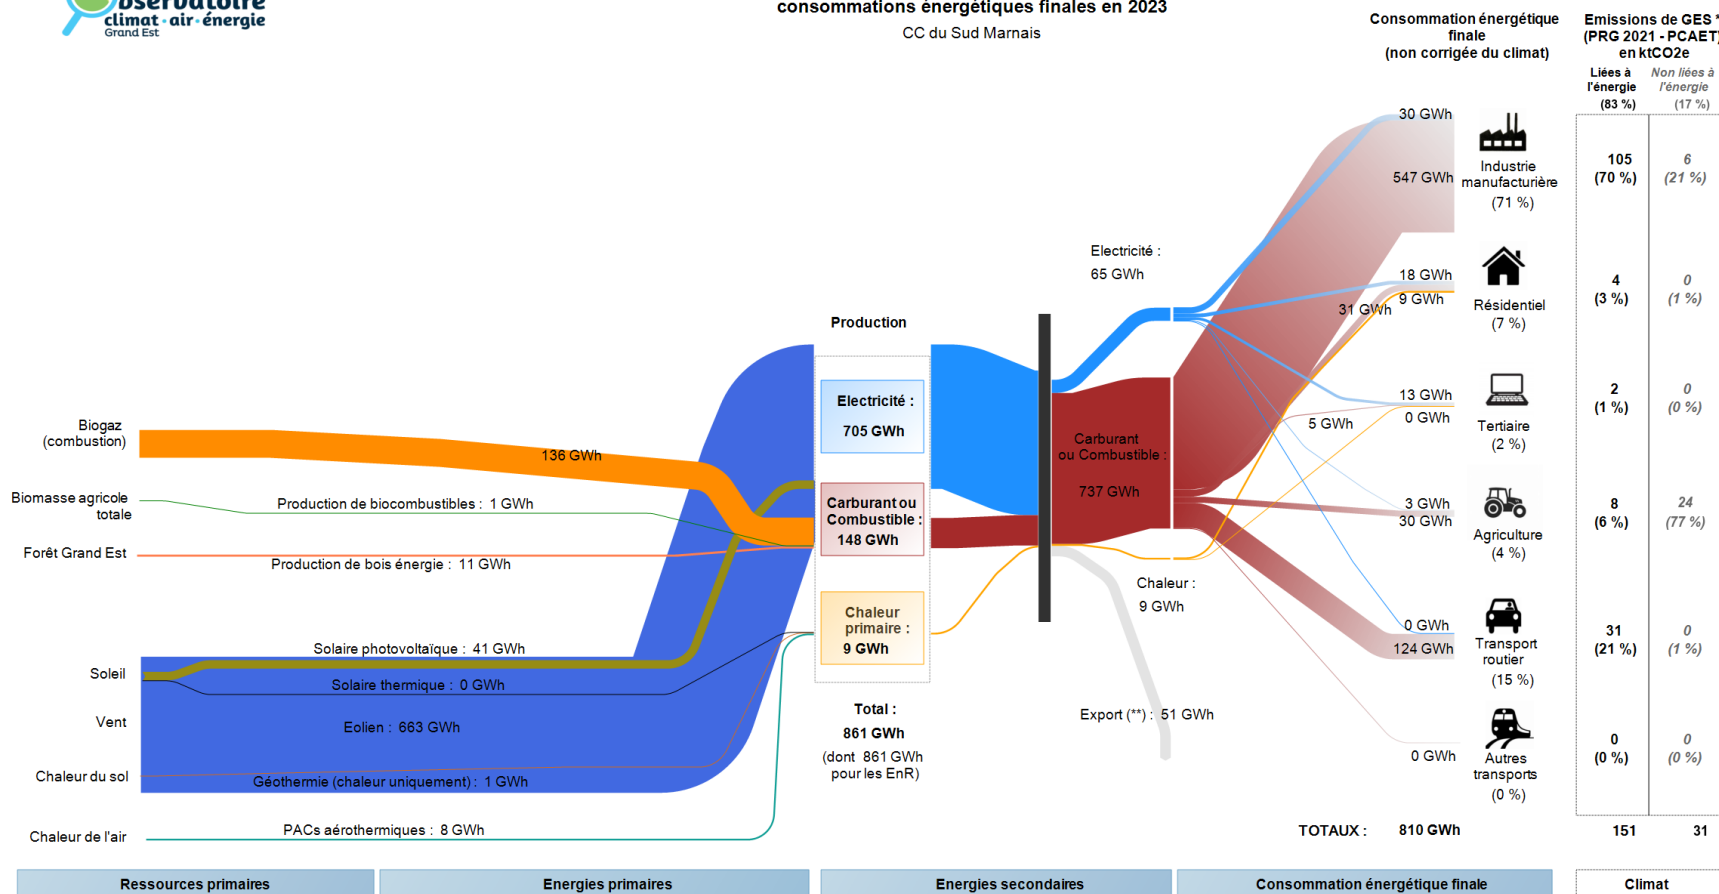 Observatoire
climat · air · énergie
Grand Est
consommations énergétiques finales en 2023
CC du Sud Marnais
Consommation énergétique
finale
(non corrigée du climat)
Emissions de GES *
(PRG 2021 - PCAET)
en ktCO2e
Liées à
l'énergie
(83 %)
Non liées à
l'énergie
(17 %)
30 GWh
547 GWh
Industrie
manufacturière
(71 %)
105
(70 %)
6
(21 %)
Electricité :
65 GWh
18 GWh
9 GWh
31 GWh
Résidentiel
(7 %)
4
(3 %)
0
(1 %)
Production
Electricité :
705 GWh
13 GWh
0 GWh
5 GWh
Tertiaire
(2 %)
2
(1 %)
0
(0 %)
Biogaz
(combustion)
136 GWh
Carburant
ou Combustible :
737 GWh
Biomasse agricole
totale
Production de biocombustibles : 1 GWh
Carburant ou
Combustible :
148 GWh
3 GWh
30 GWh
Agriculture
(4 %)
8
(6 %)
24
(77 %)
Forêt Grand Est
Production de bois énergie : 11 GWh
Chaleur :
9 GWh
Chaleur
primaire :
9 GWh
0 GWh
124 GWh
Transport
routier
(15 %)
31
(21 %)
0
(1 %)
Soleil
Solaire photovoltaïque : 41 GWh
Solaire thermique : 0 GWh
Vent
Eolien : 663 GWh
Total :
861 GWh
(dont 861 GWh
pour les EnR)
Export (**) : 51 GWh
0 GWh
Autres
transports
(0 %)
0
(0 %)
0
(0 %)
Chaleur du sol
Géothermie (chaleur uniquement) : 1 GWh
Chaleur de l'air
PACs aérothermiques : 8 GWh
TOTAUX : 810 GWh
151
31
Ressources primaires
Energies primaires
Energies secondaires
Consommation énergétique finale
Climat